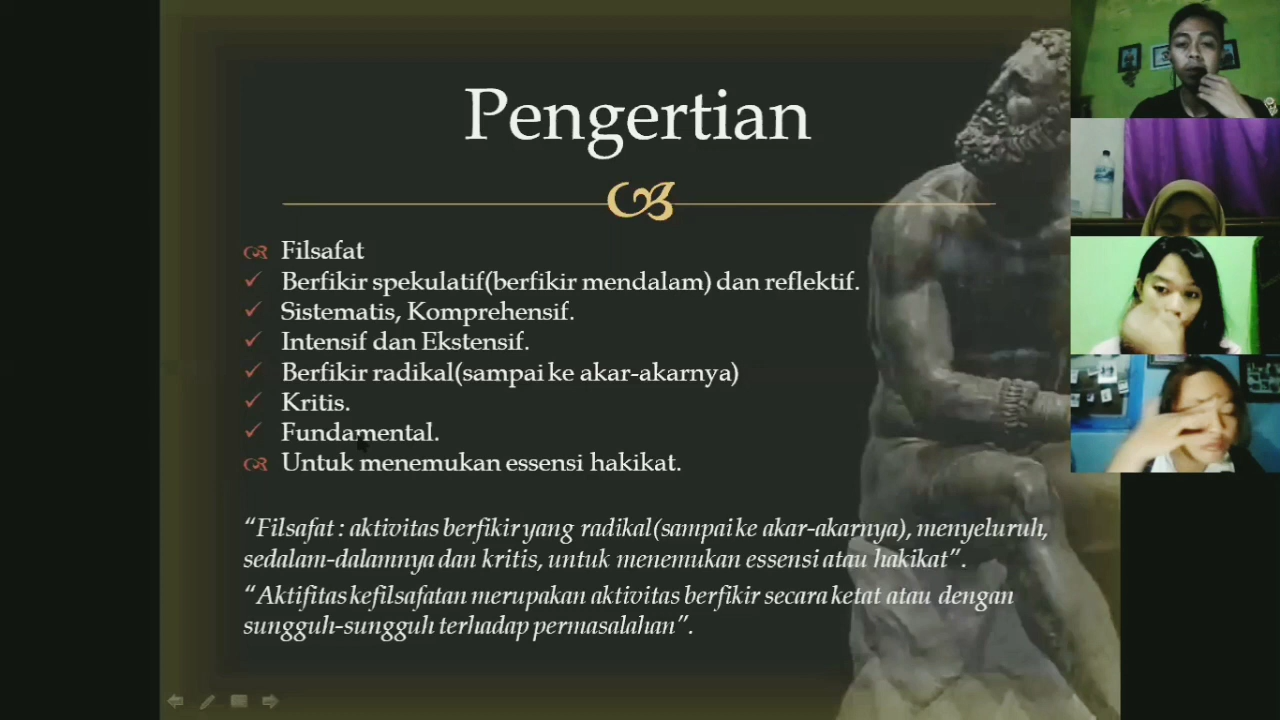 Pengertian
Filsafat
Berfikir spekulatif(berfikir mendalam) dan reflektif.
Sistematis, Komprehensif.
Intensif dan Ekstensif.
Berfikir radikal(sampai ke akar-akarnya)
Kritis.
Fundamental.
Untuk menemukan essensi hakikat.
“Filsafat : aktivitas berfikir yang radikal(sampai ke akar-akarnya), menyeluruh,
sedalam-dalamnya dan kritis, untuk menemukan essensi atau hakikat”.
“Aktifitas kefilsafatan merupakan aktivitas berfikir secara ketat atau dengan
sungguh-sungguh terhadap permasalahan”.